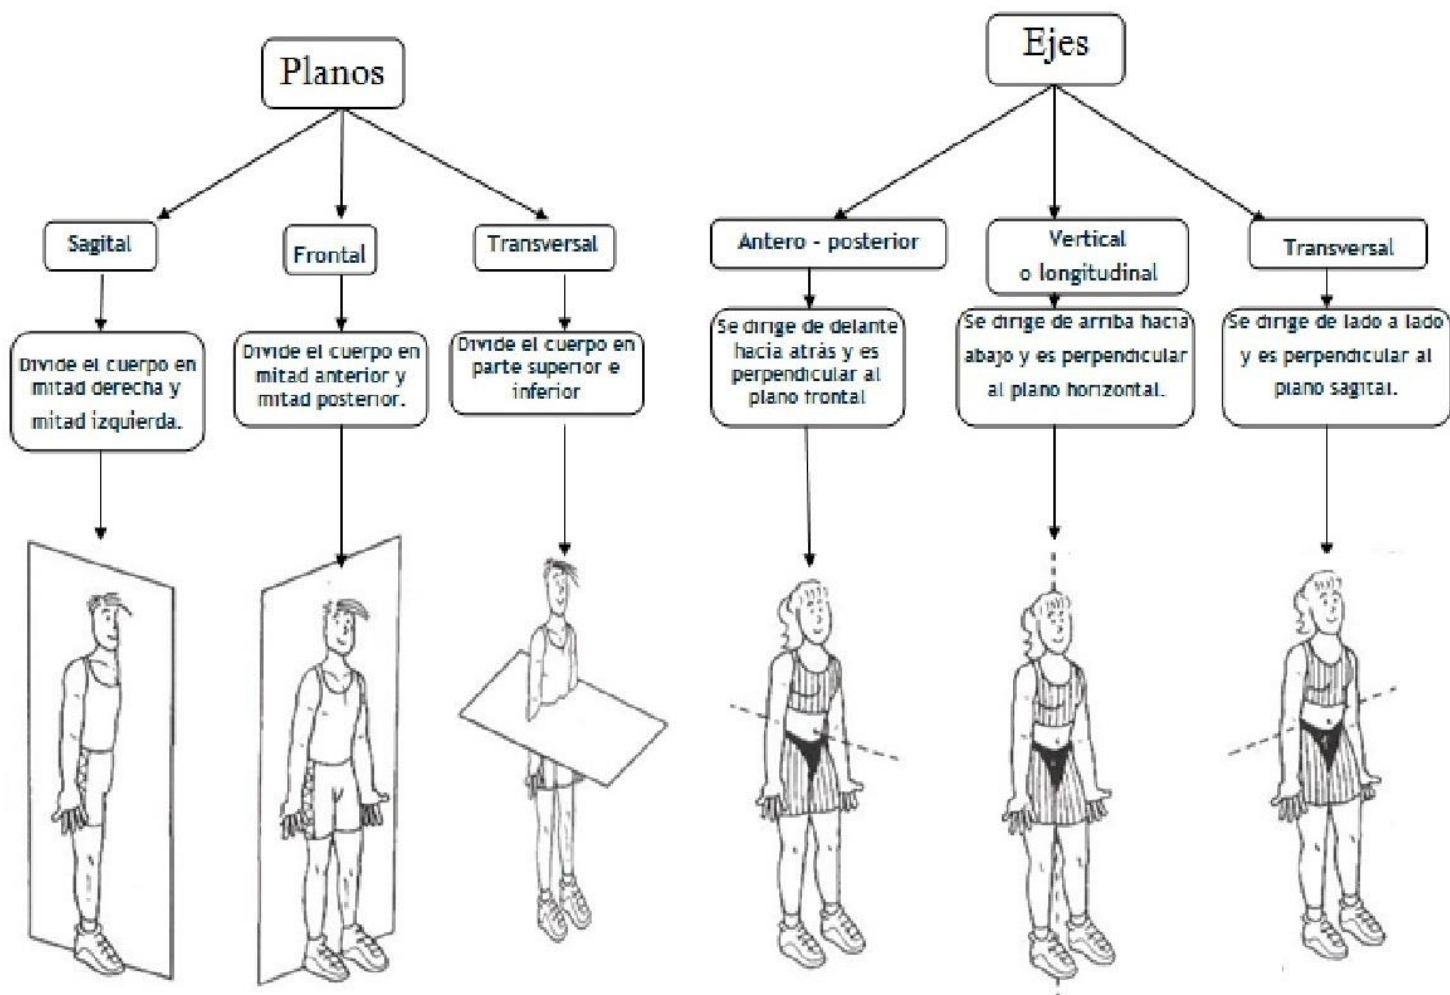 Planos
Sagital
Divide el cuerpo en
mitad derecha y
mitad izquierda.
Frontal
Divide el cuerpo en
mitad anterior y
mitad posterior.
Transversal
Divide el cuerpo en
parte superior e
inferior
Ejes
Antero - posterior
Se dirige de delante
hacia atrás y es
perpendicular al
plano frontal
Vertical
o longitudinal
Se dirige de arriba hacia
abajo y es perpendicular
al plano horizontal.
Transversal
Se dirige de lado a lado
y es perpendicular al
plano sagital.